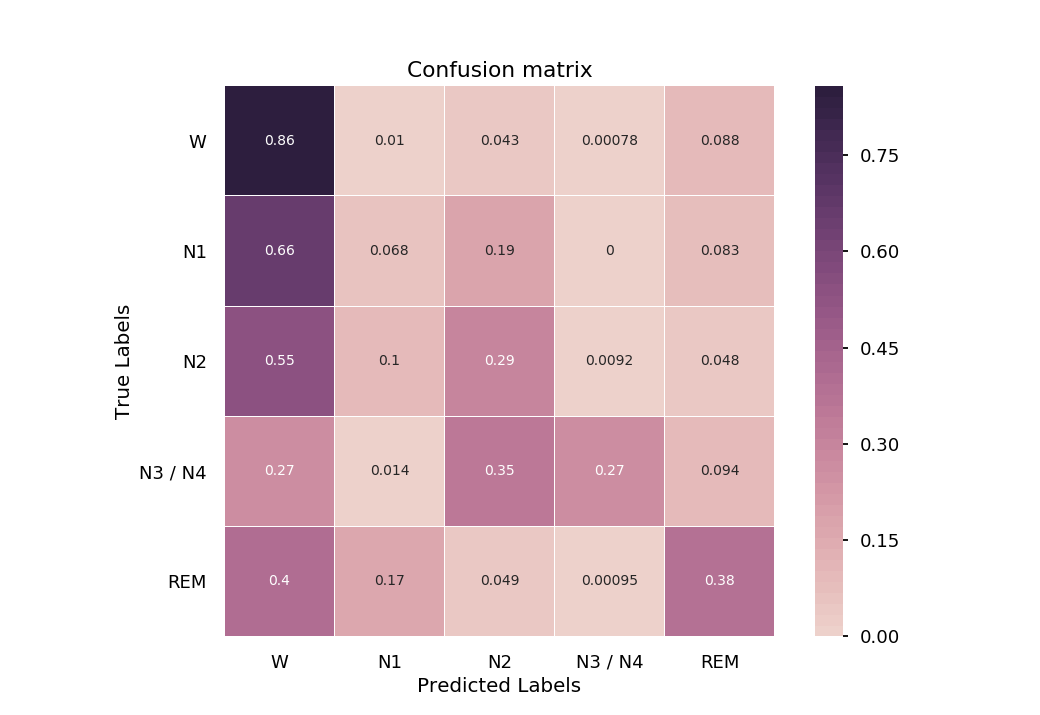 Confusion matrix
W 0.86 0.01 0.043 0.00078 0.088
0.75
N1 0.66 0.068 0.19 0 0.083
0.60
True Labels
N2 0.55 0.1 0.29 0.0092 0.048
0.45
N3 / N4 0.27 0.014 0.35 0.27 0.094
0.30
0.15
REM 0.4 0.17 0.049 0.00095 0.38
0.00
W N1 N2 N3 / N4 REM
Predicted Labels